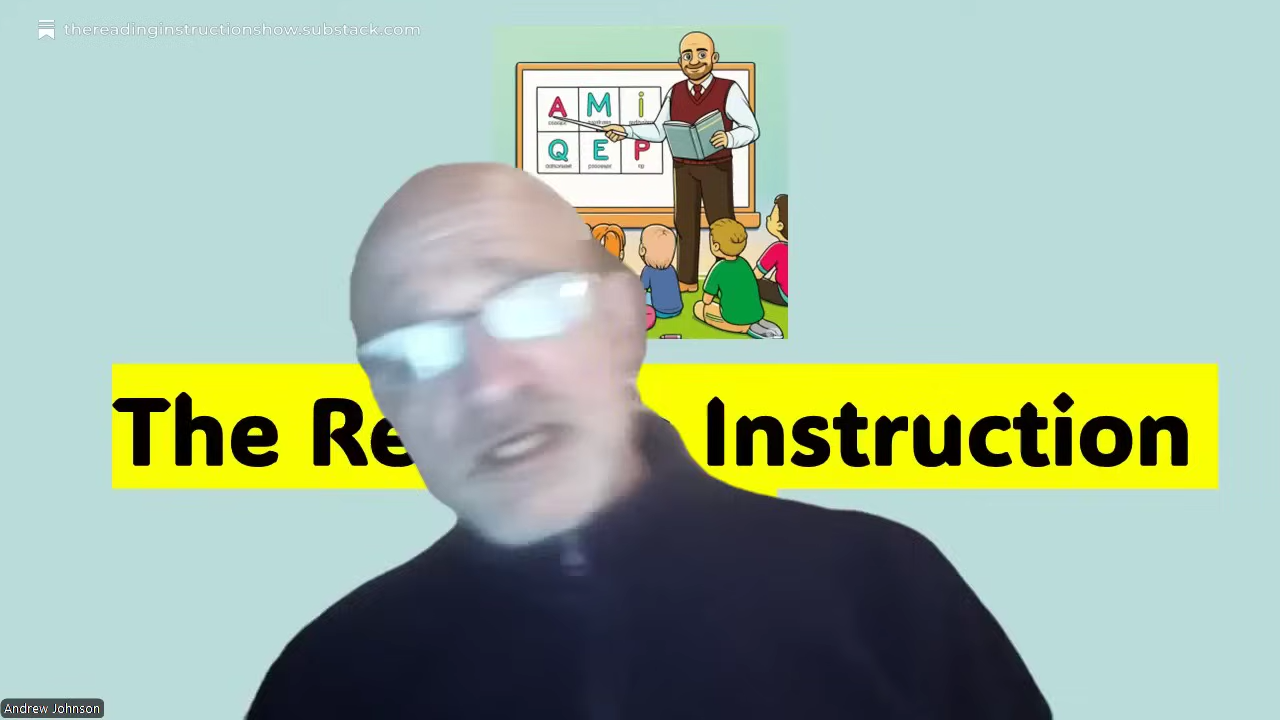 thereadinginstructionshow.substack.com
A M i
Q E P
The Re Instruction
Andrew Johnson